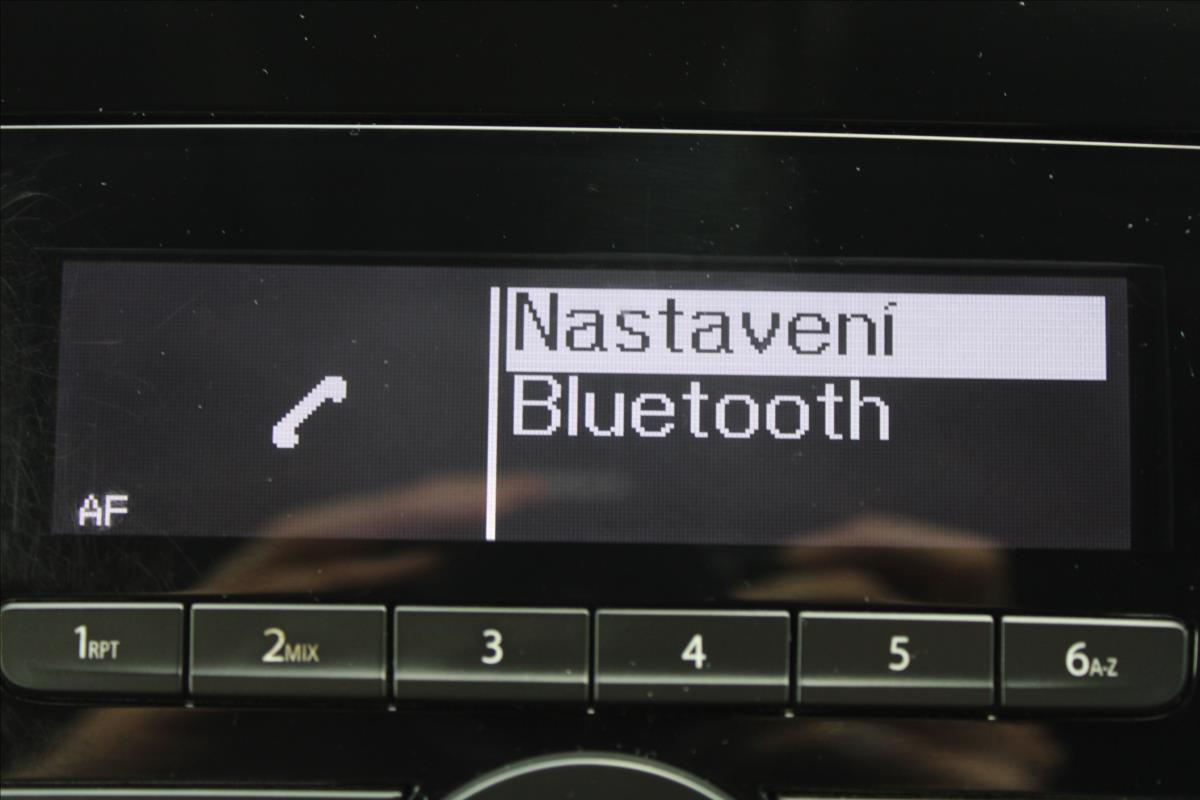 Nastavení
Bluetooth
AF
1RPT
2MIX
3
4
5
6A-Z